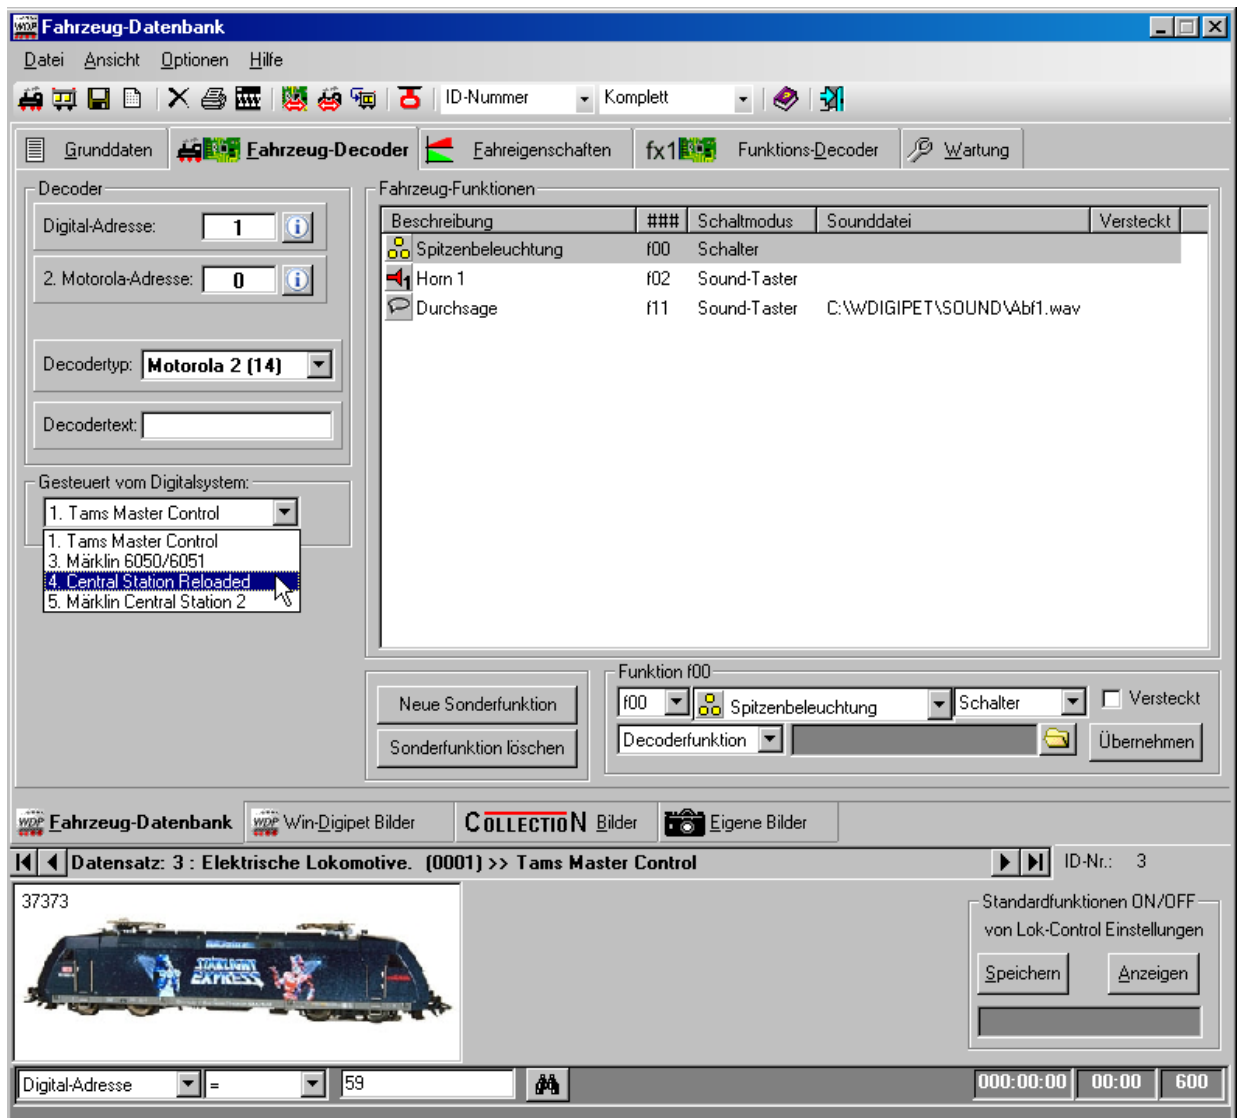 Fahrzeug-Datenbank
Datei Ansicht Optionen Hilfe
ID-Nummer Komplett
Grunddaten Fahrzeug-Decoder Fahreigenschaften fx1 Funktions-Decoder Wartung
Decoder
Digital-Adresse: 1
2. Motorola-Adresse: 0
Decodertyp: Motorola 2 (14)
Decodertext:
Gesteuert vom Digitalsystem:
1. Tams Master Control
1. Tams Master Control
3. Märklin 6050/6051
4. Central Station Reloaded
5. Märklin Central Station 2
Fahrzeug-Funktionen
Beschreibung ### Schaltmodus Sounddatei Versteckt
Spitzenbeleuchtung f00 Schalter
1 Horn 1 f02 Sound-Taster
Durchsage f11 Sound-Taster C:\WDIGIPET\SOUND\Abf1.wav
Neue Sonderfunktion
Sonderfunktion löschen
Funktion f00
f00 Spitzenbeleuchtung Schalter Versteckt
Decoderfunktion Übernehmen
WDP Fahrzeug-Datenbank WDP Win-Digipet Bilder COLLECTION Bilder Eigene Bilder
Datensatz: 3 : Elektrische Lokomotive. (0001) >> Tams Master Control ID-Nr.: 3
37373
STARLIGHT
EXPRESS
Standardfunktionen ON/OFF
von Lok-Control Einstellungen
Speichern Anzeigen
Digital-Adresse = 59 000:00:00 00:00 600